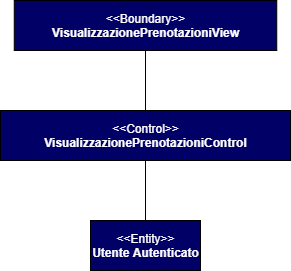 <<Boundary>>
VisualizzazionePrenotazioniView
<<Control>>
VisualizzazionePrenotazioniControl
<<Entity>>
Utente Autenticato